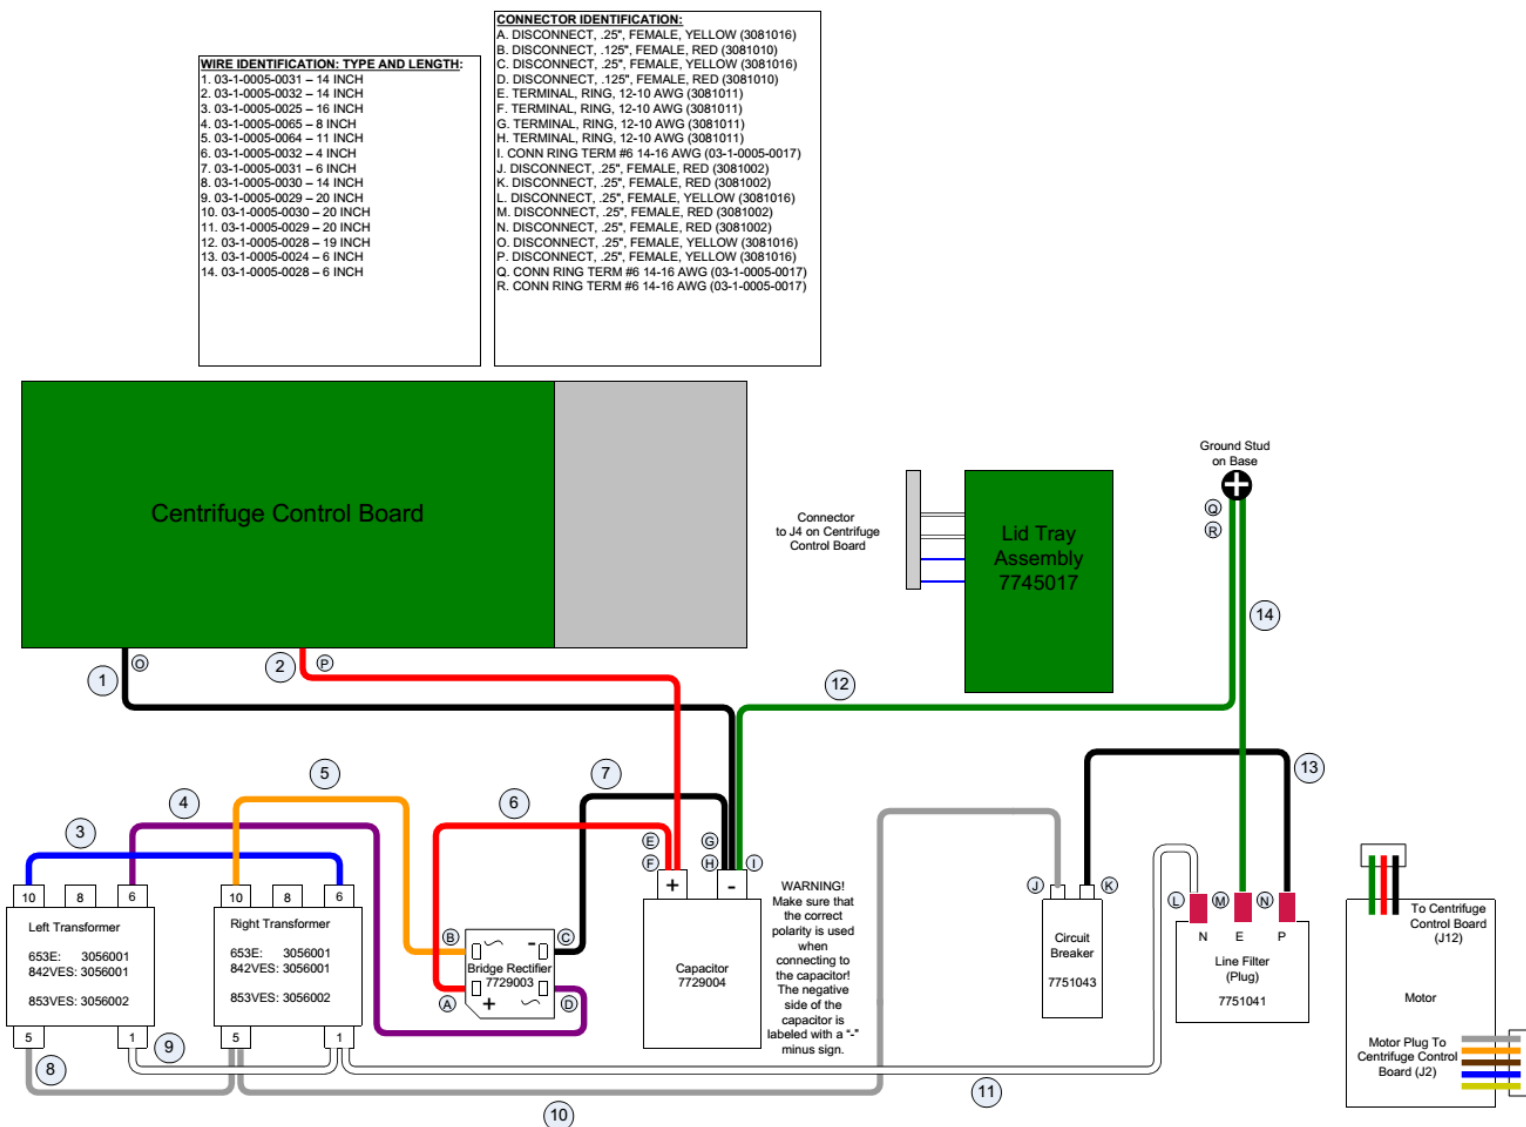 WIRE IDENTIFICATION: TYPE AND LENGTH:
1. 03-1-0005-0031 – 14 INCH
2. 03-1-0005-0032 – 14 INCH
3. 03-1-0005-0025 – 16 INCH
4. 03-1-0005-0065 – 8 INCH
5. 03-1-0005-0064 – 11 INCH
6. 03-1-0005-0032 – 4 INCH
7. 03-1-0005-0031 – 6 INCH
8. 03-1-0005-0030 – 14 INCH
9. 03-1-0005-0029 – 20 INCH
10. 03-1-0005-0030 – 20 INCH
11. 03-1-0005-0029 – 20 INCH
12. 03-1-0005-0028 – 19 INCH
13. 03-1-0005-0024 – 6 INCH
14. 03-1-0005-0028 – 6 INCH
CONNECTOR IDENTIFICATION:
A. DISCONNECT, .25", FEMALE, YELLOW (3081016)
B. DISCONNECT, .125", FEMALE, RED (3081010)
C. DISCONNECT, .25", FEMALE, YELLOW (3081016)
D. DISCONNECT, .125", FEMALE, RED (3081010)
E. TERMINAL, RING, 12-10 AWG (3081011)
F. TERMINAL, RING, 12-10 AWG (3081011)
G. TERMINAL, RING, 12-10 AWG (3081011)
H. TERMINAL, RING, 12-10 AWG (3081011)
I. CONN RING TERM #6 14-16 AWG (03-1-0005-0017)
J. DISCONNECT, .25", FEMALE, RED (3081002)
K. DISCONNECT, .25", FEMALE, RED (3081002)
L. DISCONNECT, .25", FEMALE, YELLOW (3081016)
M. DISCONNECT, .25", FEMALE, RED (3081002)
N. DISCONNECT, .25", FEMALE, RED (3081002)
O. DISCONNECT, .25", FEMALE, YELLOW (3081016)
P. DISCONNECT, .25", FEMALE, YELLOW (3081016)
Q. CONN RING TERM #6 14-16 AWG (03-1-0005-0017)
R. CONN RING TERM #6 14-16 AWG (03-1-0005-0017)
Centrifuge Control Board
Connector
to J4 on Centrifuge
Control Board
Lid Tray
Assembly
7745017
Ground Stud
on Base
Q
R
14
1
O
2
P
12
13
3
4
5
6
7
E
F
G
H
I
+
-
10
8
6
Left Transformer
653E: 3056001
842VES: 3056001
853VES: 3056002
5
1
10
8
6
Right Transformer
653E: 3056001
842VES: 3056001
853VES: 3056002
5
1
B
C
-
Bridge Rectifier
7729003
A
+
D
Capacitor
7729004
WARNING!
Make sure that
the correct
polarity is used
when
connecting to
the capacitor!
The negative
side of the
capacitor is
labeled with a "-"
minus sign.
J
K
Circuit
Breaker
7751043
L
M
N
N
E
P
Line Filter
(Plug)
7751041
To Centrifuge
Control Board
(J12)
Motor
Motor Plug To
Centrifuge Control
Board (J2)
8
9
10
11